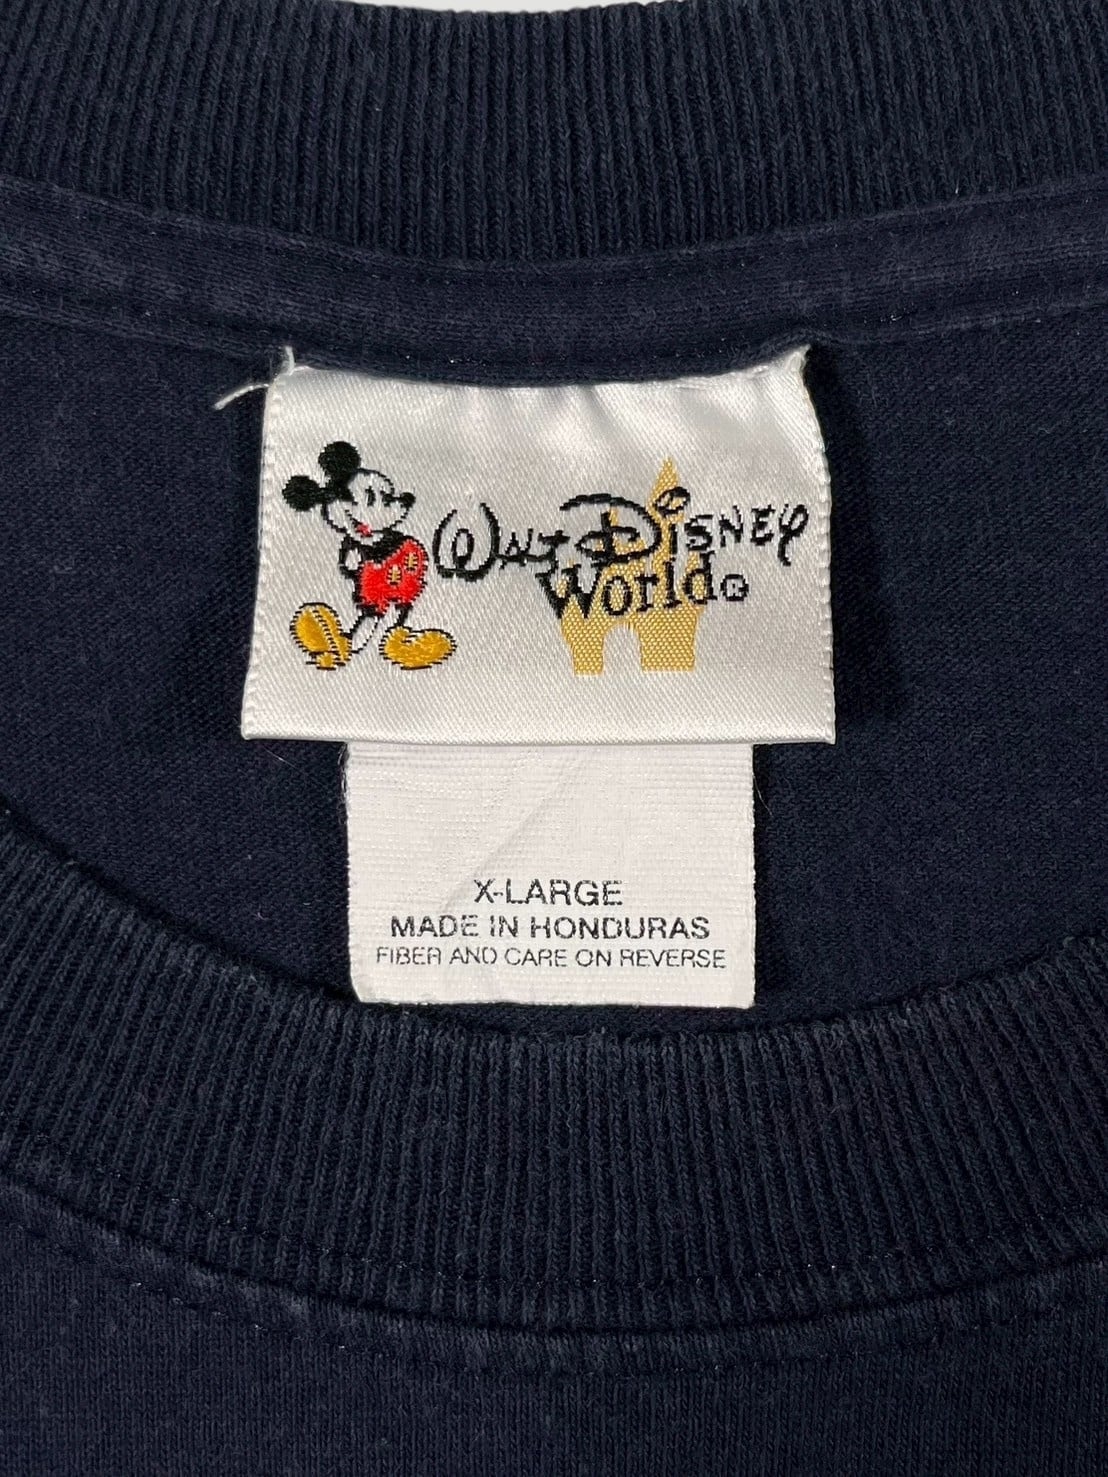 WALT DISNEY
World®
X-LARGE
MADE IN HONDURAS
FIBER AND CARE ON REVERSE